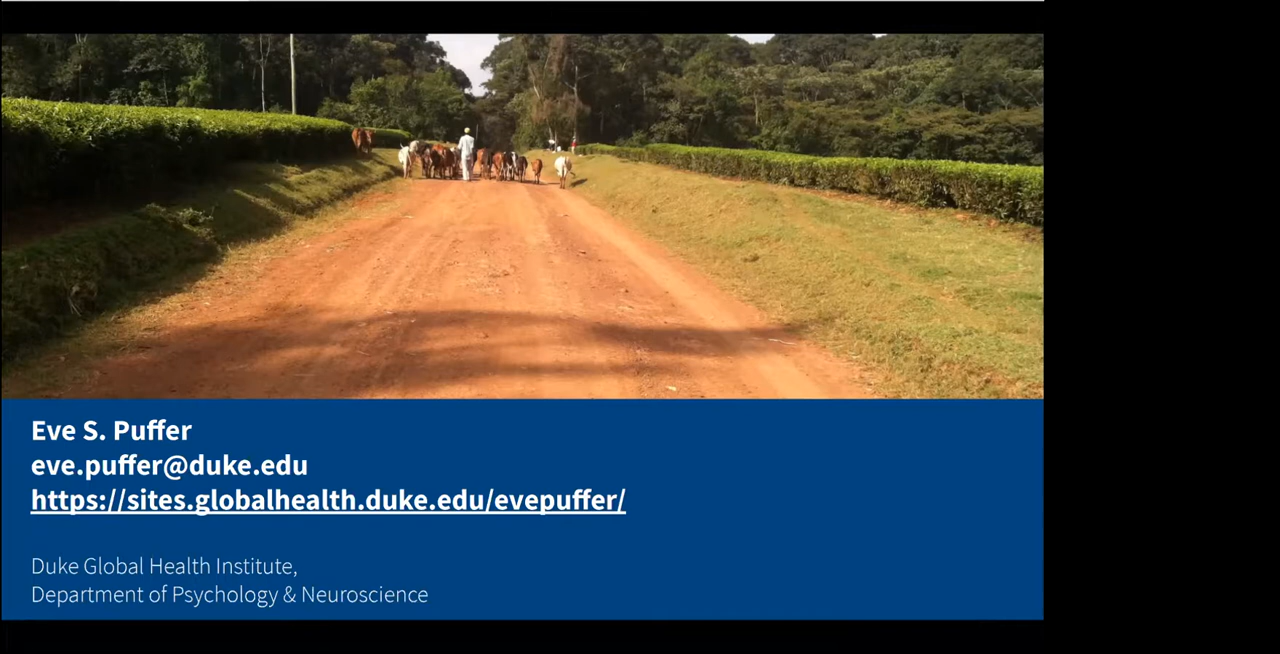 Eve S. Puffer
eve.puffer@duke.edu
https://sites.globalhealth.duke.edu/evepuffer/
Duke Global Health Institute,
Department of Psychology & Neuroscience